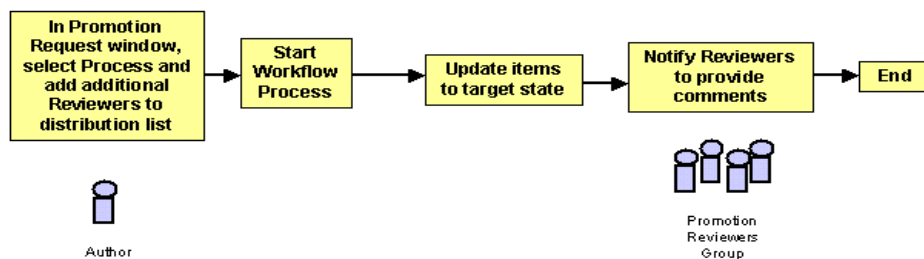 In Promotion
Request window,
select Process and
add additional
Reviewers to
distribution list
Start
Workflow
Process
Update items
to target state
Notify Reviewers
to provide
comments
End
Author
Promotion
Reviewers
Group